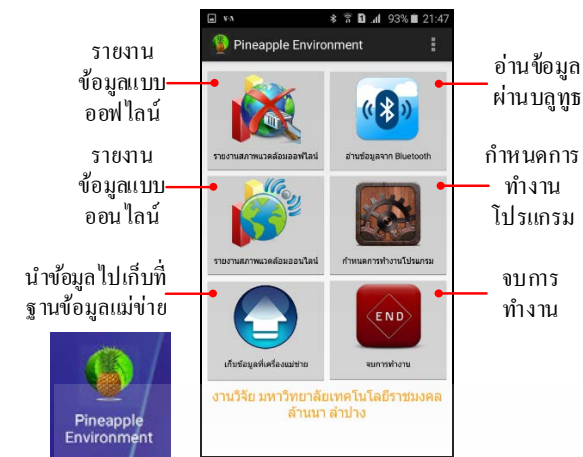 รายงาน
ข้อมูลแบบ
ออฟไลน์
รายงาน
ข้อมูลแบบ
ออนไลน์
นำข้อมูลไปเก็บที่
ฐานข้อมูลแม่ข่าย
Pineapple
Environment
93% 21:47
Pineapple Environment
รายงานสภาพแวดล้อมออฟไลน์
อ่านข้อมูลจาก Bluetooth
รายงานสภาพแวดล้อมออนไลน์
กำหนดการทำงานโปรแกรม
END
เก็บข้อมูลที่เครื่องแม่ข่าย
จบการทำงาน
งานวิจัย มหาวิทยาลัยเทคโนโลยีราชมงคล
ล้านนา ลำปาง
อ่านข้อมูล
ผ่านบลูทูธ
กำหนดการ
ทำงาน
โปรแกรม
จบการ
ทำงาน